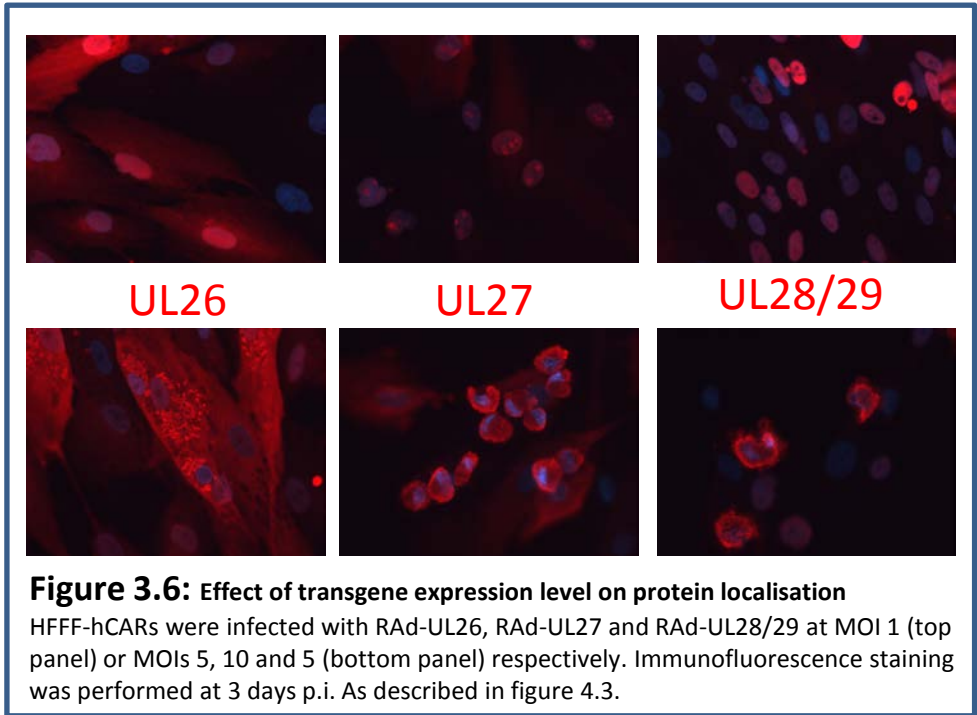 UL26
UL27
UL28/29
Figure 3.6: Effect of transgene expression level on protein localisation
HFFF-hCARs were infected with RAd-UL26, RAd-UL27 and RAd-UL28/29 at MOI 1 (top
panel) or MOIs 5, 10 and 5 (bottom panel) respectively. Immunofluorescence staining
was performed at 3 days p.i. As described in figure 4.3.